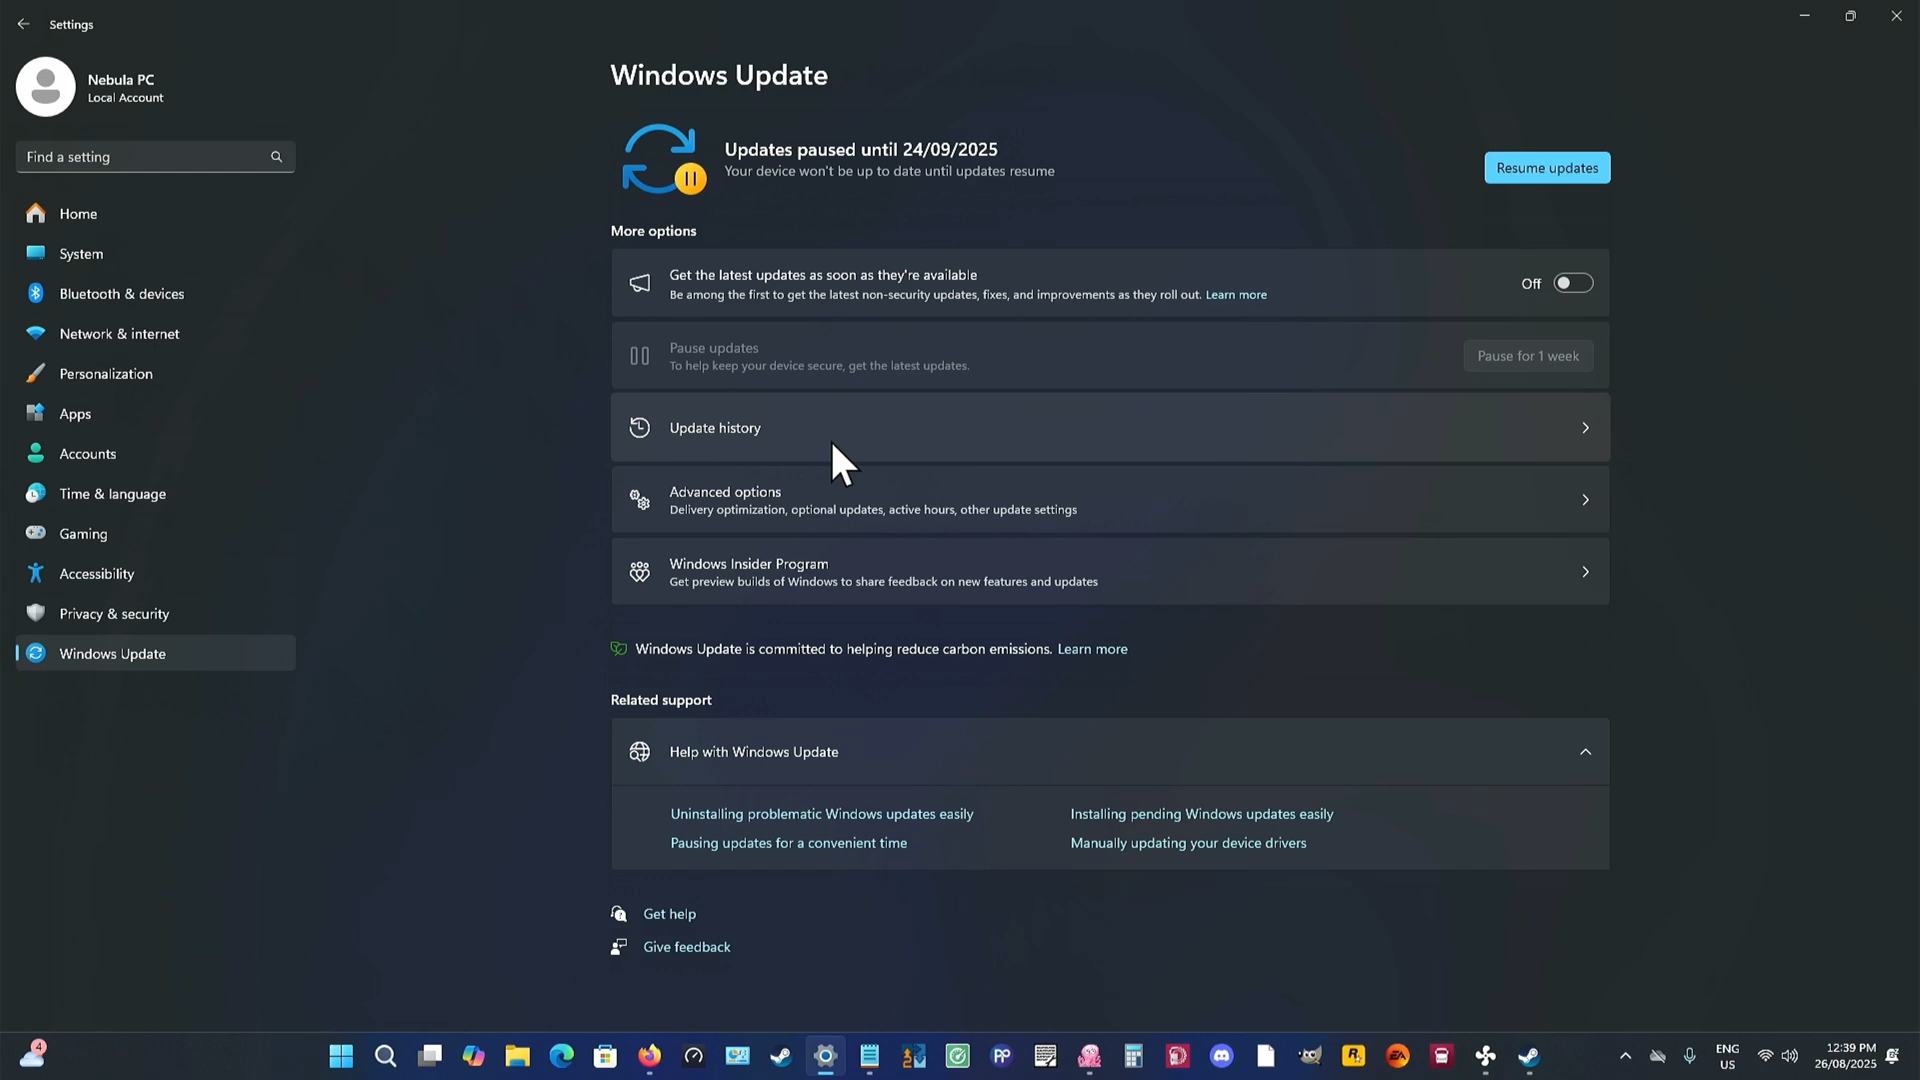 Settings
Nebula PC
Local Account
Find a setting
Home
System
Bluetooth & devices
Network & internet
Personalization
Apps
Accounts
Time & language
Gaming
Accessibility
Privacy & security
Windows Update
Windows Update
Updates paused until 24/09/2025
Your device won't be up to date until updates resume
Resume updates
More options
Get the latest updates as soon as they're available
Be among the first to get the latest non-security updates, fixes, and improvements as they roll out. Learn more
Off
Pause updates
To help keep your device secure, get the latest updates.
Pause for 1 week
Update history
Advanced options
Delivery optimization, optional updates, active hours, other update settings
Windows Insider Program
Get preview builds of Windows to share feedback on new features and updates
Windows Update is committed to helping reduce carbon emissions. Learn more
Related support
Help with Windows Update
Uninstalling problematic Windows updates easily
Installing pending Windows updates easily
Pausing updates for a convenient time
Manually updating your device drivers
Get help
Give feedback
4
PP
R
EA
ENG
US
12:39 PM
26/08/2025